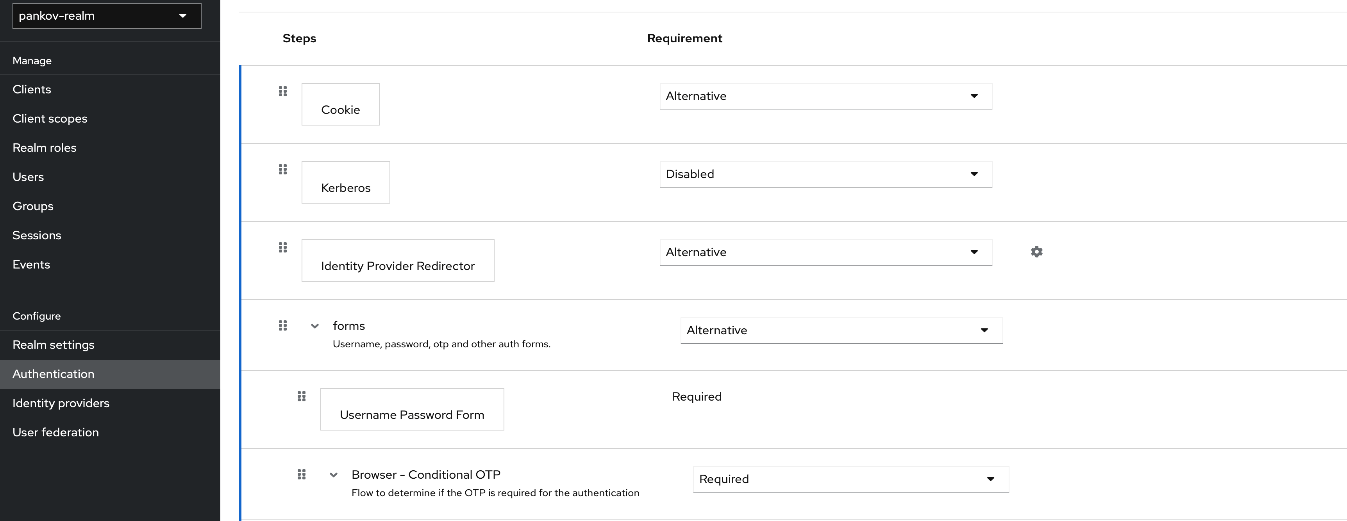 pankov-realm
Manage
Clients
Client scopes
Realm roles
Users
Groups
Sessions
Events
Configure
Realm settings
Authentication
Identity providers
User federation
Steps Requirement
Cookie Alternative
Kerberos Disabled
Identity Provider Redirector Alternative
forms Alternative
Username, password, otp and other auth forms.
Username Password Form Required
Browser - Conditional OTP Required
Flow to determine if the OTP is required for the authentication